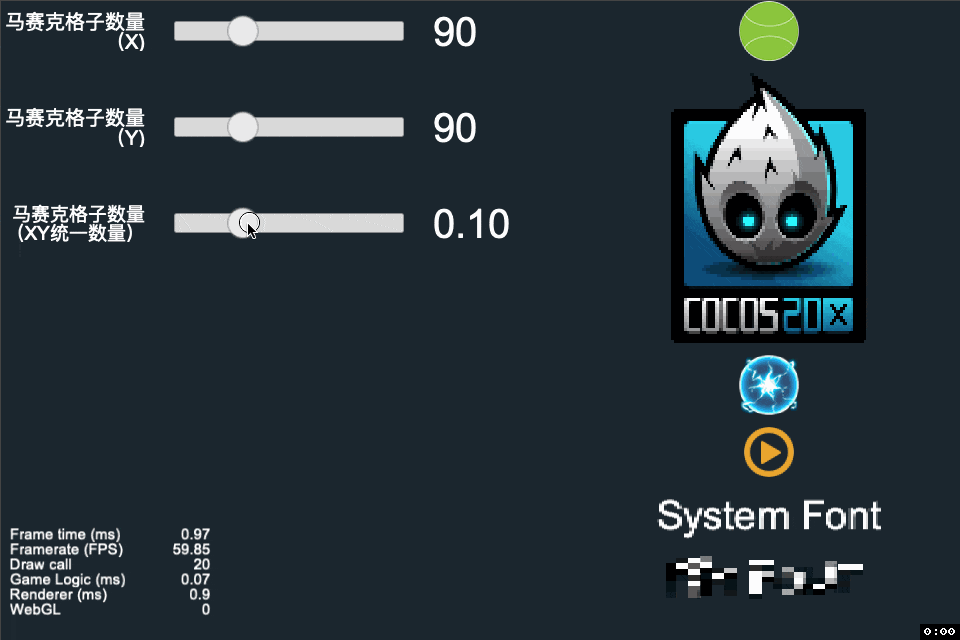 马赛克格子数量
(X)
90
马赛克格子数量
(Y)
90
马赛克格子数量
(XY统一数量)
0.10
COCOS2DX
System Font
Frame time (ms) 0.97
Framerate (FPS) 59.85
Draw call 20
Game Logic (ms) 0.07
Renderer (ms) 0.9
WebGL 0
0:00